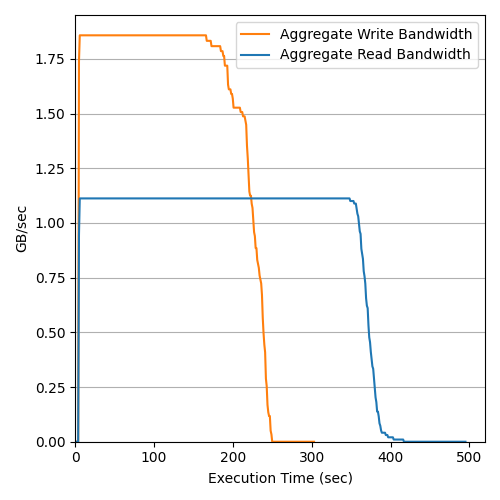 Aggregate Write Bandwidth
Aggregate Read Bandwidth
1.75
1.50
1.25
1.00
0.75
0.50
0.25
0.00
GB/sec
0 100 200 300 400 500
Execution Time (sec)